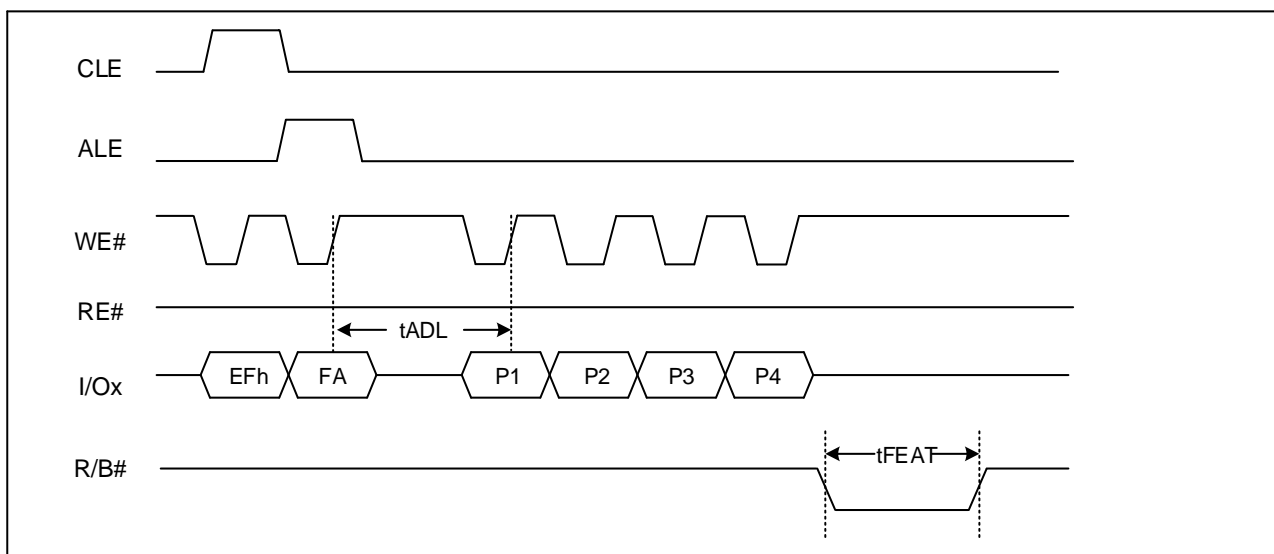 CLE
ALE
WE#
RE#
tADL
I/Ox EFh FA P1 P2 P3 P4
tFEAT
R/B#